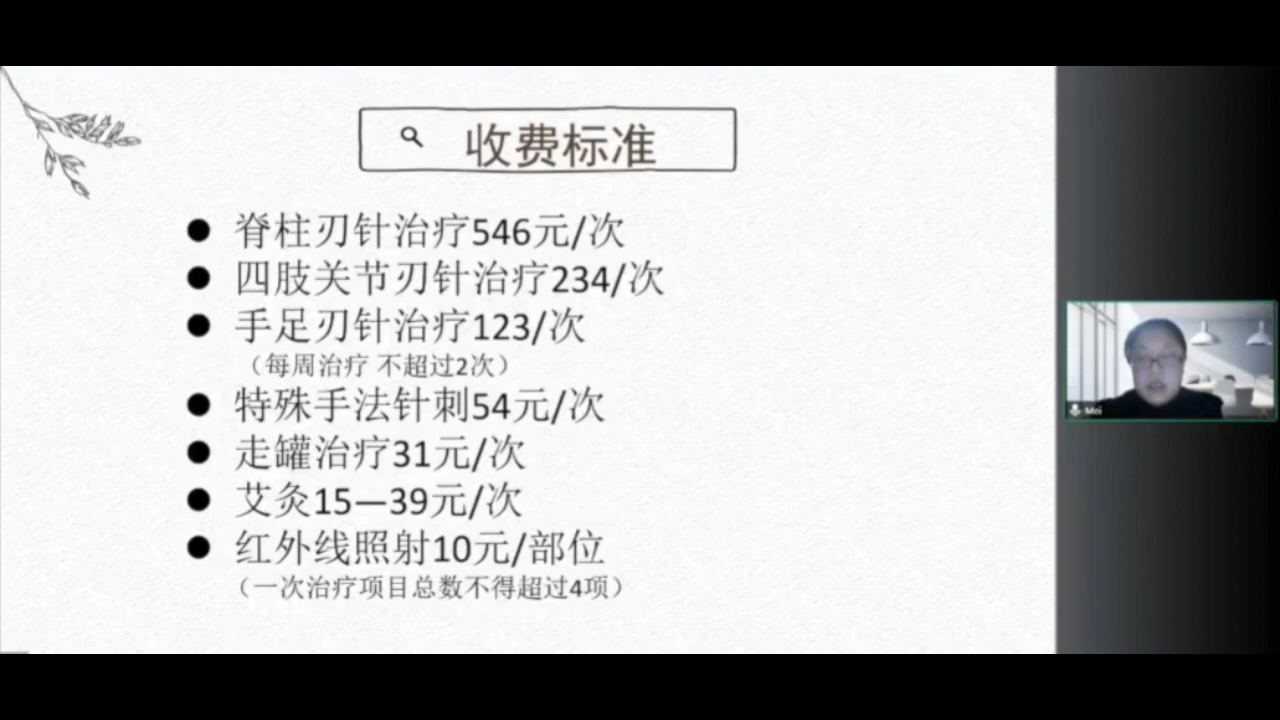 收费标准
脊柱刃针治疗546元/次
四肢关节刃针治疗234/次
手足刃针治疗123/次
（每周治疗 不超过2次）
特殊手法针刺54元/次
走罐治疗31元/次
艾灸15—39元/次
红外线照射10元/部位
（一次治疗项目总数不得超过4项）
Mei